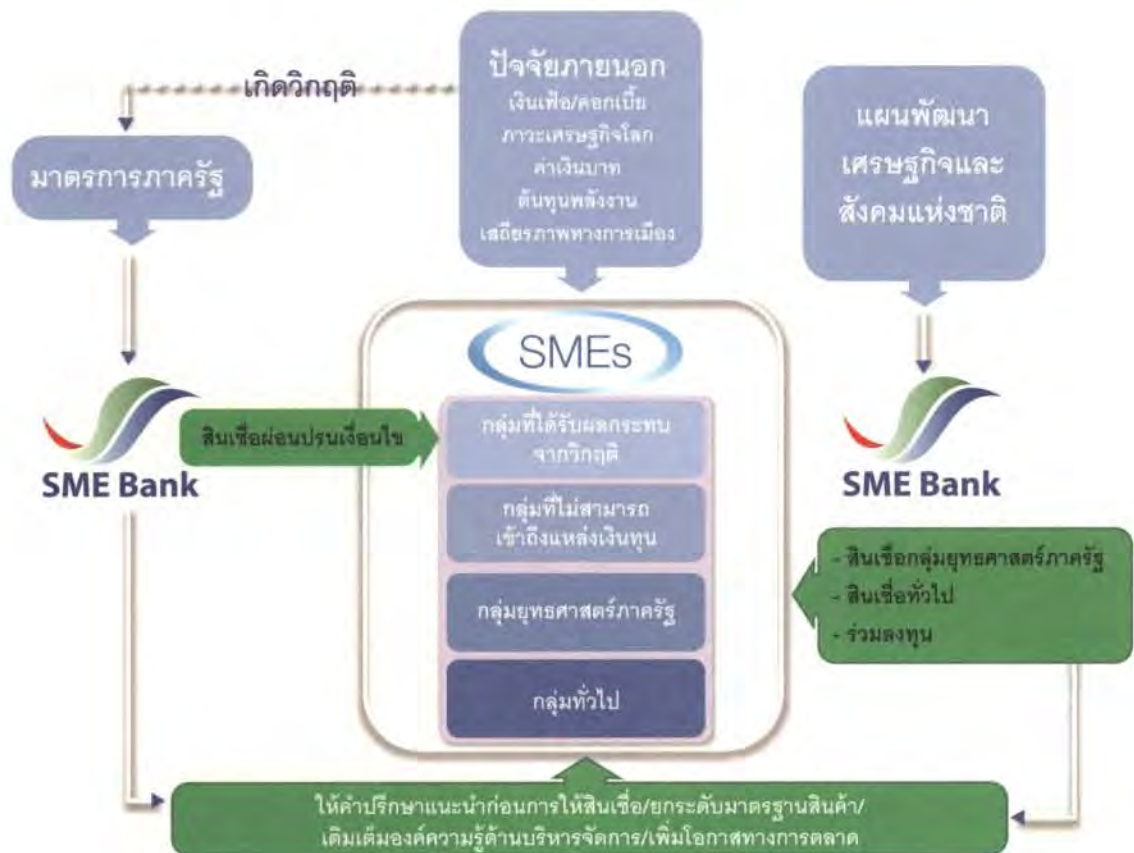 ปัจจัยภายนอก
เงินเฟ้อ/ดอกเบี้ย
ภาวะเศรษฐกิจโลก
ค่าเงินบาท
ต้นทุนพลังงาน
เสถียรภาพทางการเมือง
เกิดวิกฤติ
มาตรการภาครัฐ
แผนพัฒนา
เศรษฐกิจและ
สังคมแห่งชาติ
SMEs
SME Bank
สินเชื่อผ่อนปรนเงื่อนไข
กลุ่มที่ได้รับผลกระทบ
จากวิกฤติ
กลุ่มที่ไม่สามารถ
เข้าถึงแหล่งเงินทุน
กลุ่มยุทธศาสตร์ภาครัฐ
กลุ่มทั่วไป
SME Bank
- สินเชื่อกลุ่มยุทธศาสตร์ภาครัฐ
- สินเชื่อทั่วไป
- ร่วมลงทุน
ให้คำปรึกษาแนะนำก่อนการให้สินเชื่อ/ยกระดับมาตรฐานสินค้า/
เติมเต็มองค์ความรู้ด้านบริหารจัดการ/เพิ่มโอกาสทางการตลาด